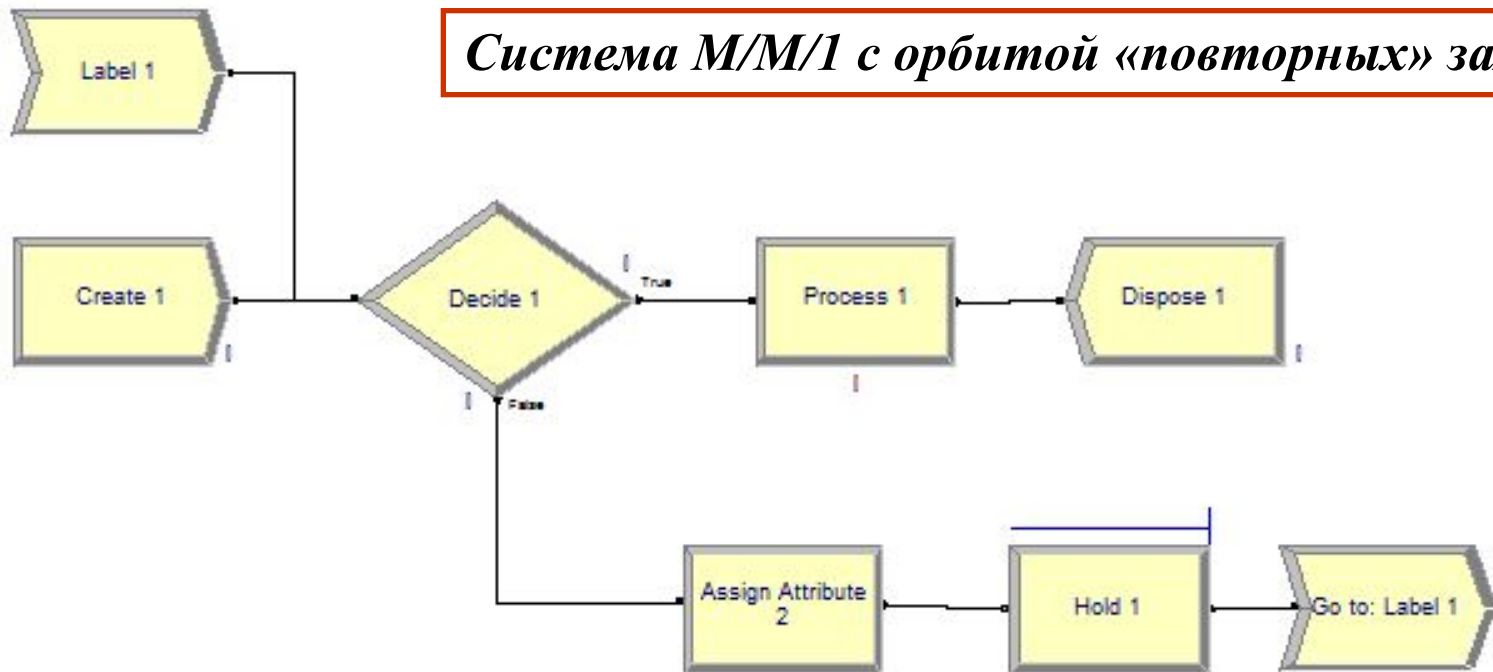 Система M/M/1 с орбитой «повторных»
Label 1
Create 1
Decide 1
True
Process 1
Dispose 1
False
Assign Attribute
2
Hold 1
Go to: Label 1